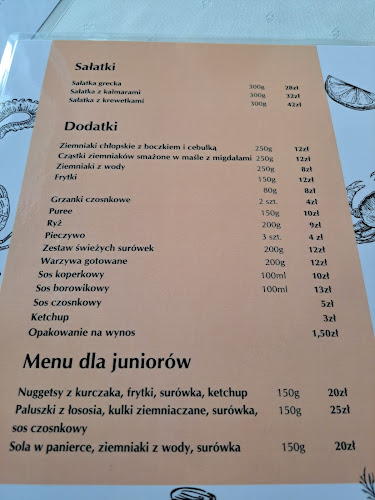 Sałatki
Sałatka grecka 300g 28zł
Sałatka z kalmarami 300g 32zł
Sałatka z krewetkami 300g 42zł
Dodatki
Ziemniaki chłopskie z boczkiem i cebulką 250g 12zł
Cząstki ziemniaków smażone w maśle z migdałami 250g 12zł
Ziemniaki z wody 250g 8zł
Frytki 150g 12zł
80g 8zł
Grzanki czosnkowe 2 szt. 4zł
Puree 150g 10zł
Ryż 200g 9zł
Pieczywo 3 szt. 4 zł
Zestaw świeżych surówek 200g 12zł
Warzywa gotowane 200g 12zł
Sos koperkowy 100ml 10zł
Sos borowikowy 100ml 13zł
Sos czosnkowy 5zł
Ketchup 3zł
Opakowanie na wynos 1,50zł
Menu dla juniorów
Nuggetsy z kurczaka, frytki, surówka, ketchup 150g 20zł
Paluszki z łososia, kulki ziemniaczane, surówka, 150g 25zł
sos czosnkowy
Sola w panierce, ziemniaki z wody, surówka 150g 20zł